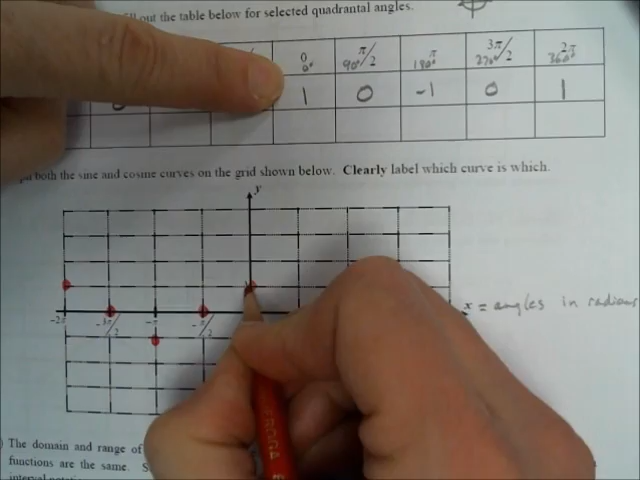 out the table below for selected quadrantal angles.
0 π/2 π 3π/2 2π
0° 90° 180° 270° 360°
1 0 -1 0 1
both the sine and cosine curves on the grid shown below. Clearly label which curve is which.
y
x = angles in radians
-2π -3π/2 -π -π/2
The domain and range of
functions are the same. S
interval